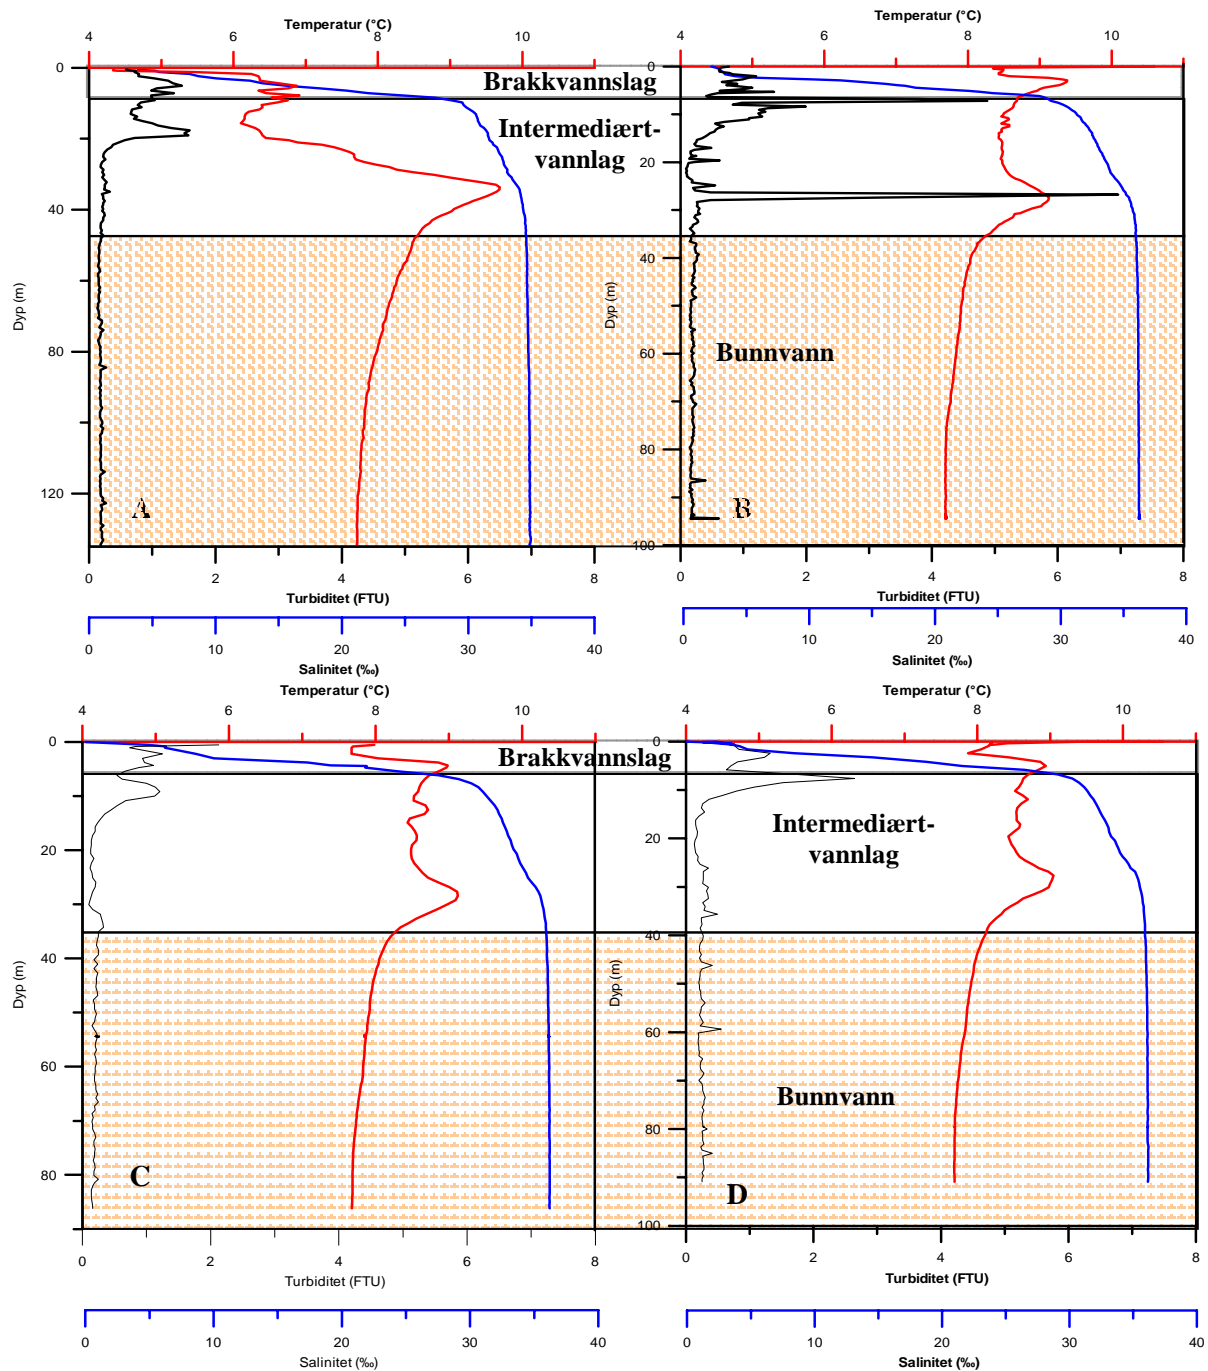 Temperatur (°C)
4 6 8 10
Brakkvannslag
Intermediært-
vannlag
Dyp (m)
0
40
80
120
A
0 2 4 6 8
Turbiditet (FTU)
0 10 20 30 40
Salinitet (‰)
Temperatur (°C)
4 6 8 10
Dyp (m)
0
20
40
60
80
100
Bunnvann
B
0 2 4 6 8
Turbiditet (FTU)
0 10 20 30 40
Salinitet (‰)
Temperatur (°C)
4 6 8 10
Brakkvannslag
Dyp (m)
0
20
40
60
80
C
0 2 4 6 8
Turbiditet (FTU)
0 10 20 30 40
Salinitet (‰)
Temperatur (°C)
4 6 8 10
Intermediært-
vannlag
Dyp (m)
0
20
40
60
80
100
Bunnvann
D
0 2 4 6 8
Turbiditet (FTU)
0 10 20 30 40
Salinitet (‰)